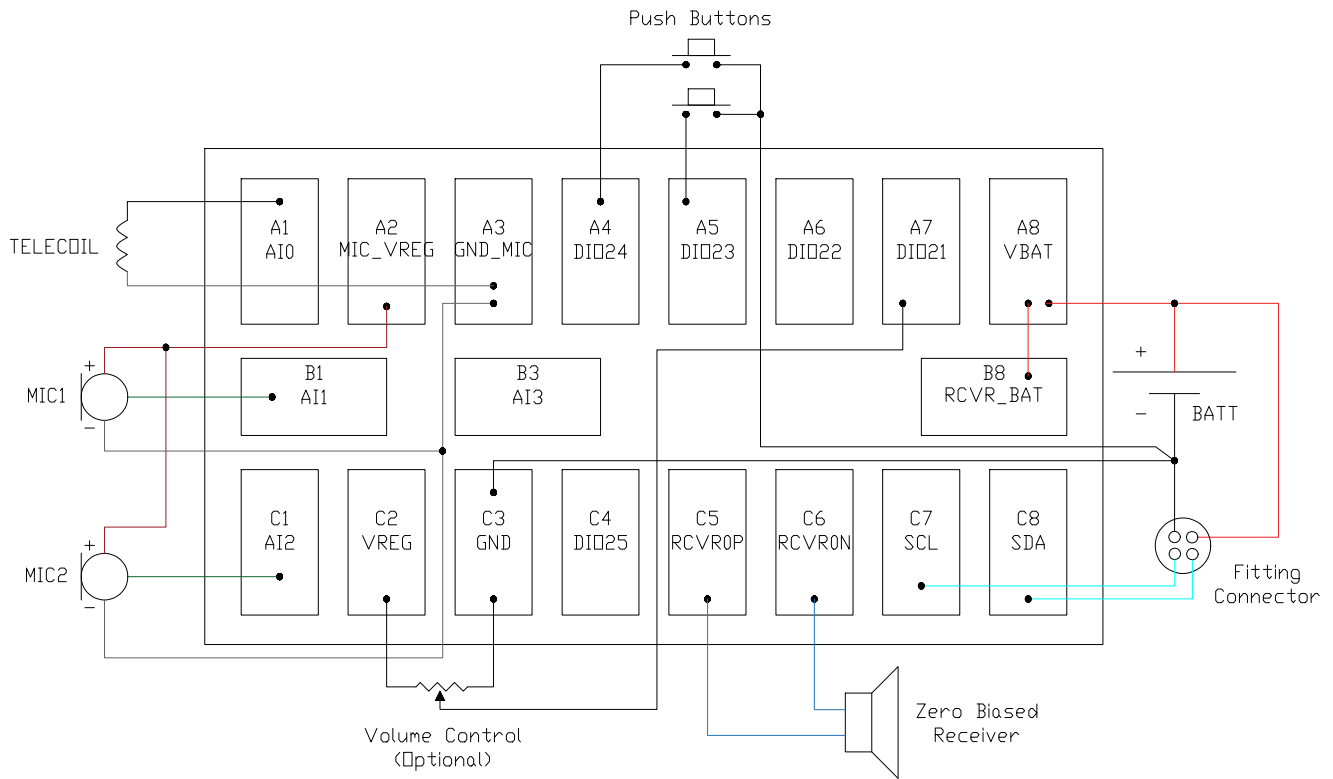 Push Buttons
TELECOIL
A1
AI0
A2
MIC_VREG
A3
GND_MIC
A4
DIO24
A5
DIO23
A6
DIO22
A7
DIO21
A8
VBAT
+
MIC1
−
B1
AI1
B3
AI3
B8
RCVR_BAT
+
−
BATT
+
MIC2
−
C1
AI2
C2
VREG
C3
GND
C4
DIO25
C5
RCVR0P
C6
RCVR0N
C7
SCL
C8
SDA
Fitting
Connector
Volume Control
(Optional)
Zero Biased
Receiver